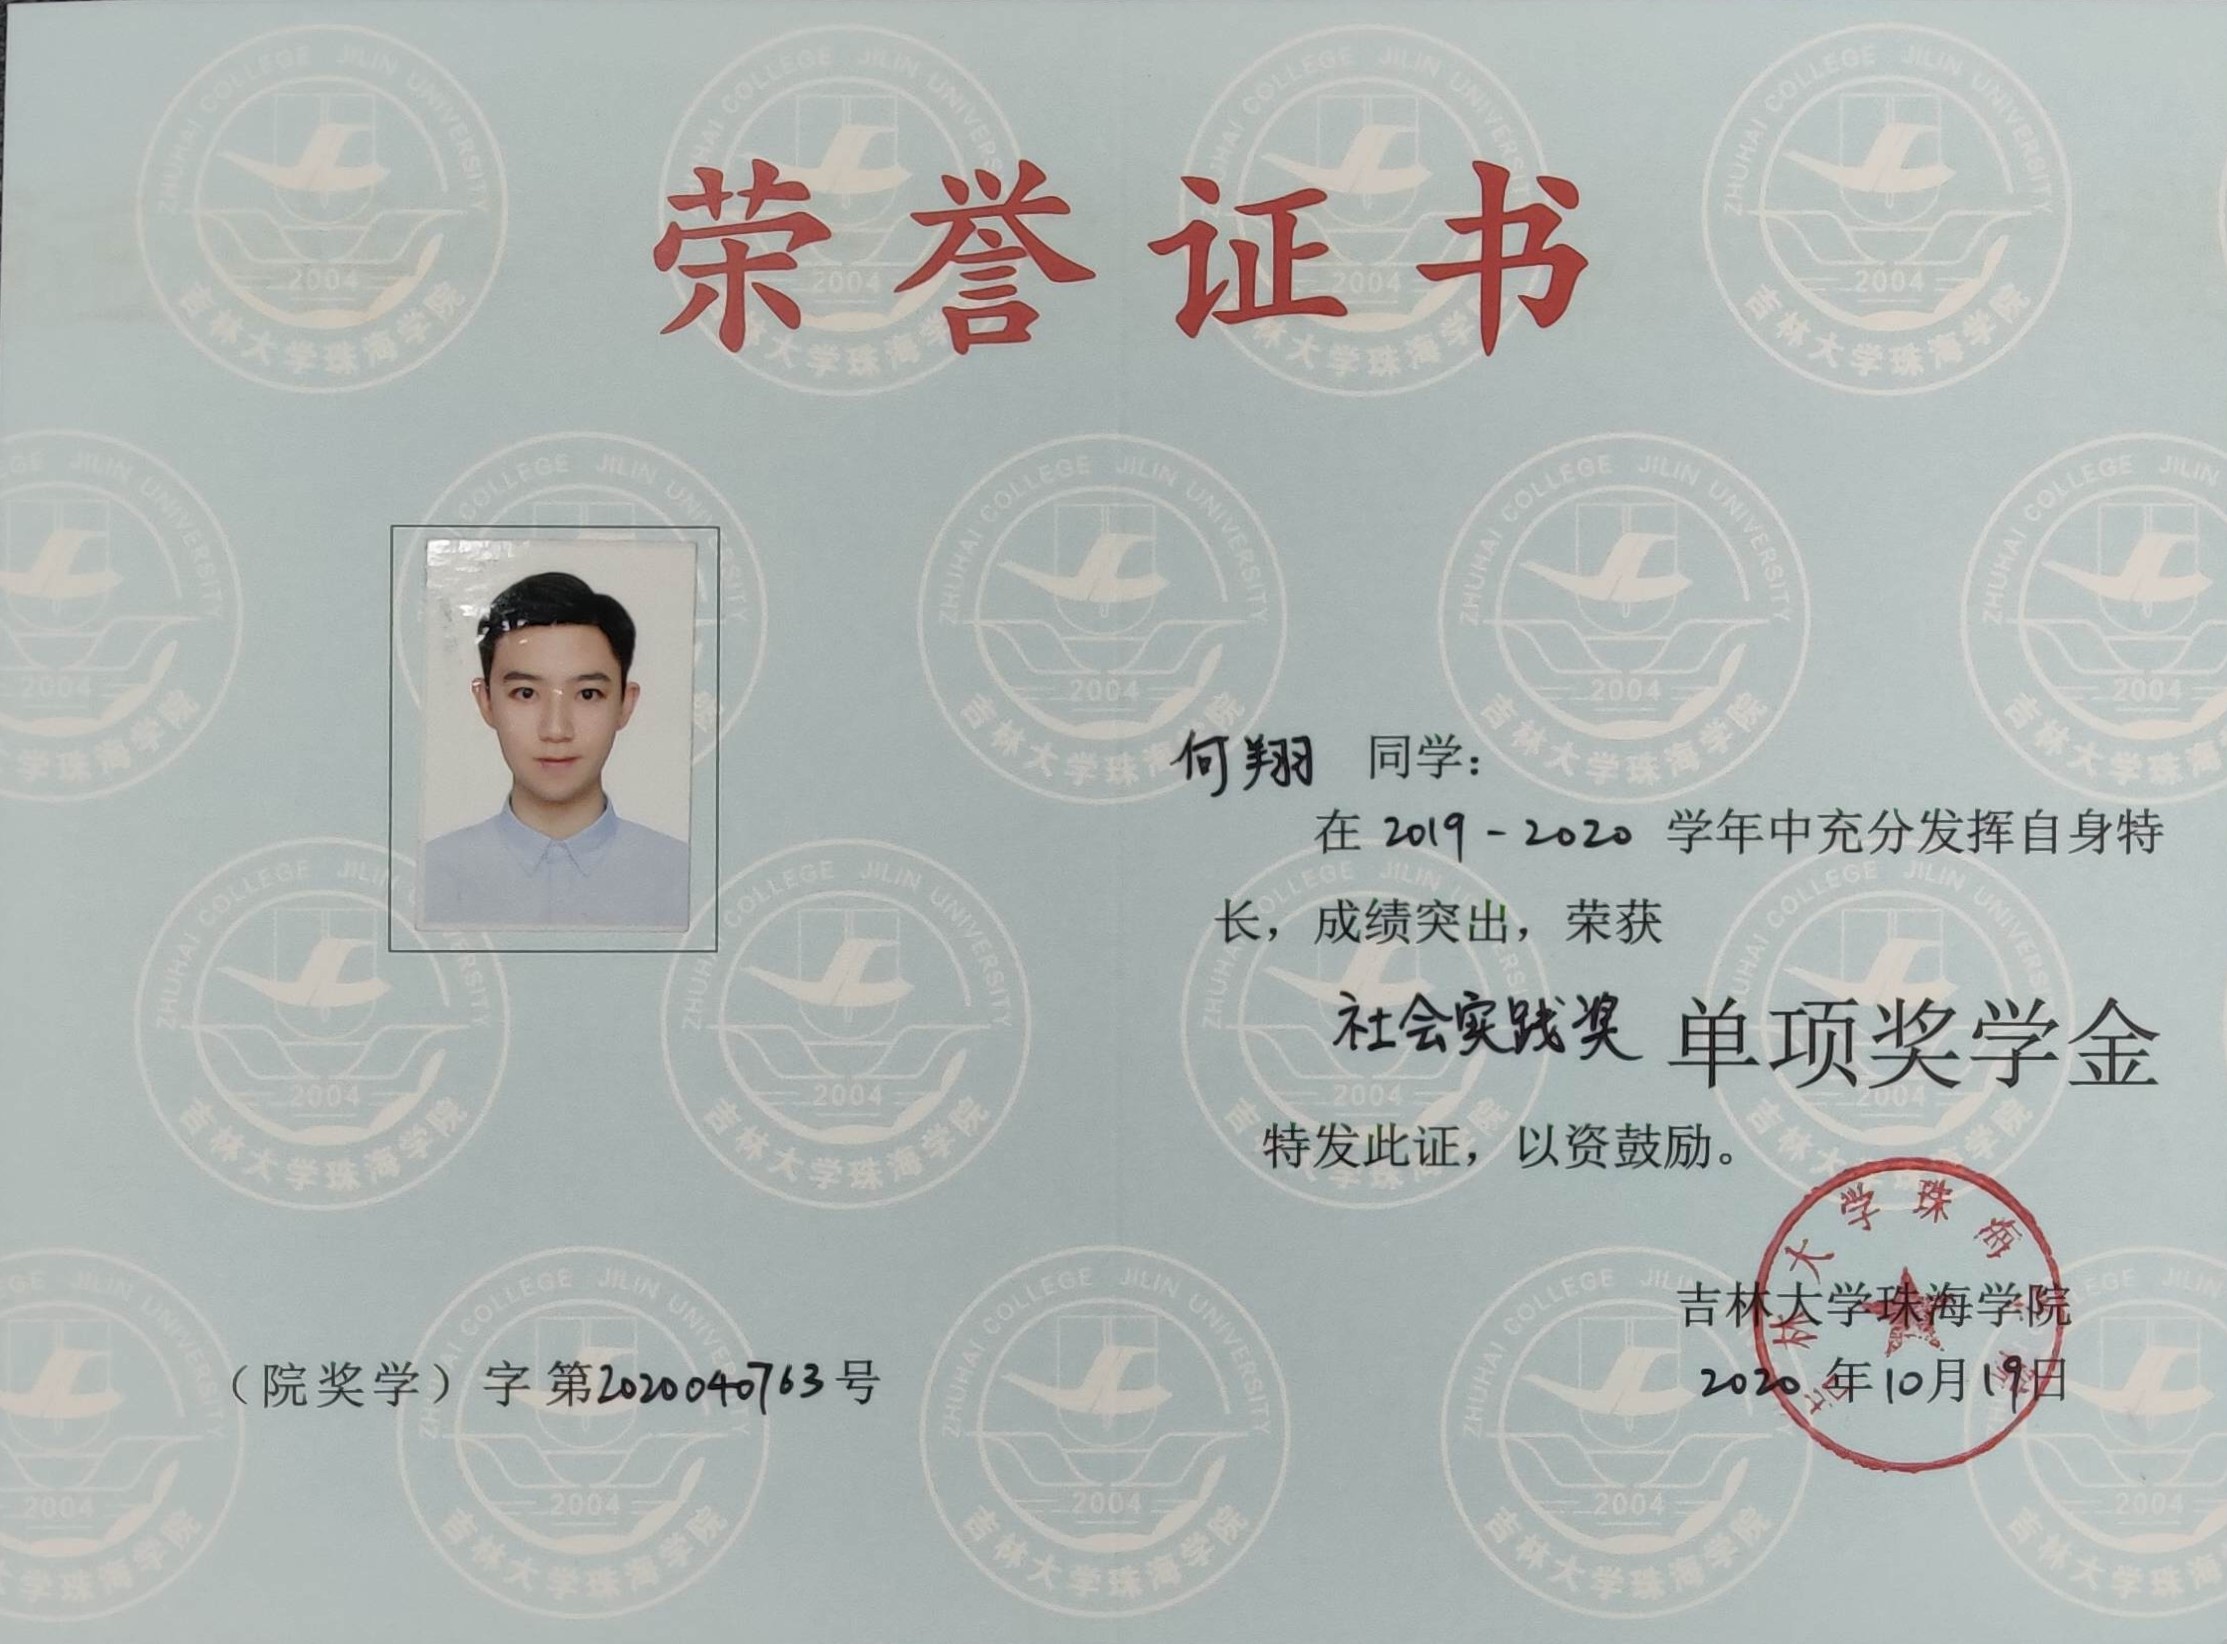 荣誉证书
何翔 同学：
在 2019-2020 学年中充分发挥自身特
长，成绩突出，荣获
社会实践奖 单项奖学金
特发此证，以资鼓励。
吉林大学珠海学院
2020年10月19日
（院奖学）字第2020040763号
吉林大学珠海学院
ZHUHAI COLLEGE JILIN UNIVERSITY
2004
吉林大学珠海学院